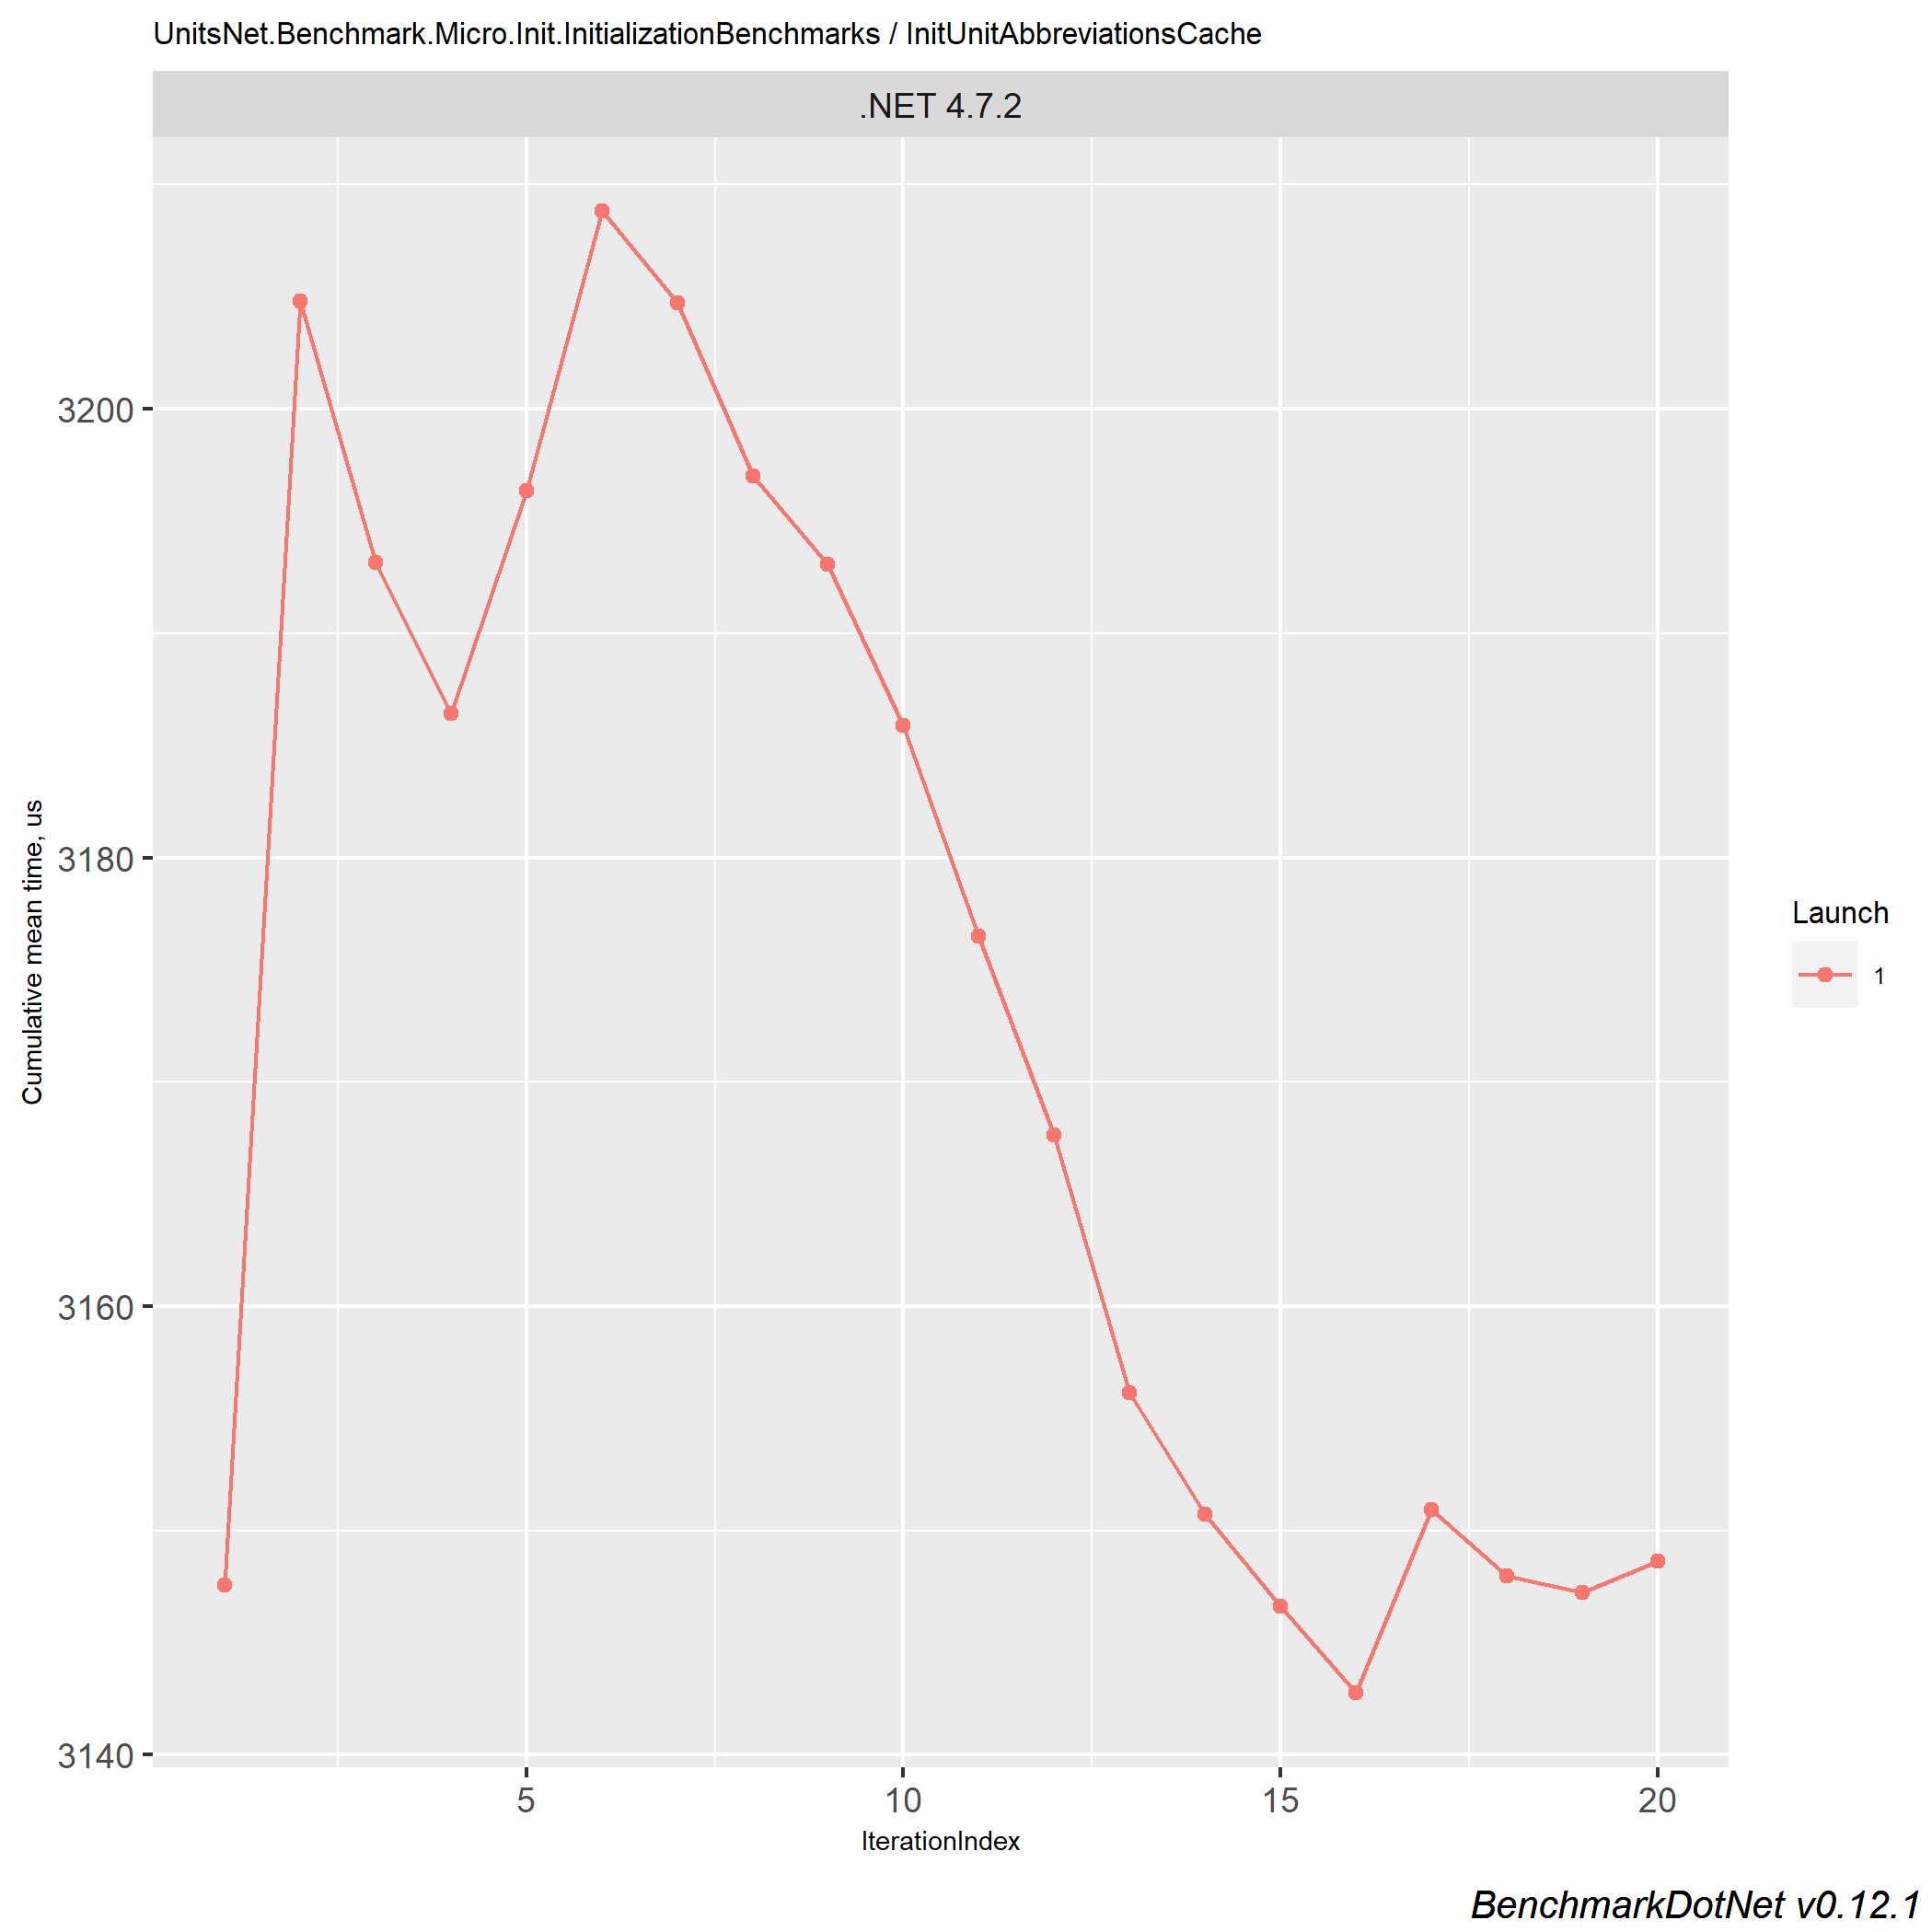 UnitsNet.Benchmark.Micro.Init.InitializationBenchmarks / InitUnitAbbreviationsCache
.NET 4.7.2
Cumulative mean time, us
3200
3180
3160
3140
5
10
15
20
IterationIndex
Launch
1
BenchmarkDotNet v0.12.1